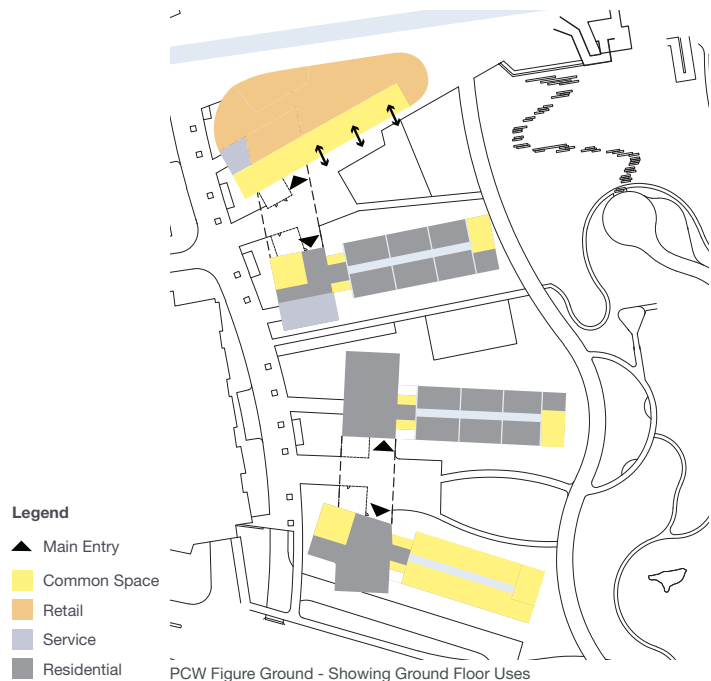 Legend
Main Entry
Common Space
Retail
Service
Residential
PCW Figure Ground - Showing Ground Floor Uses